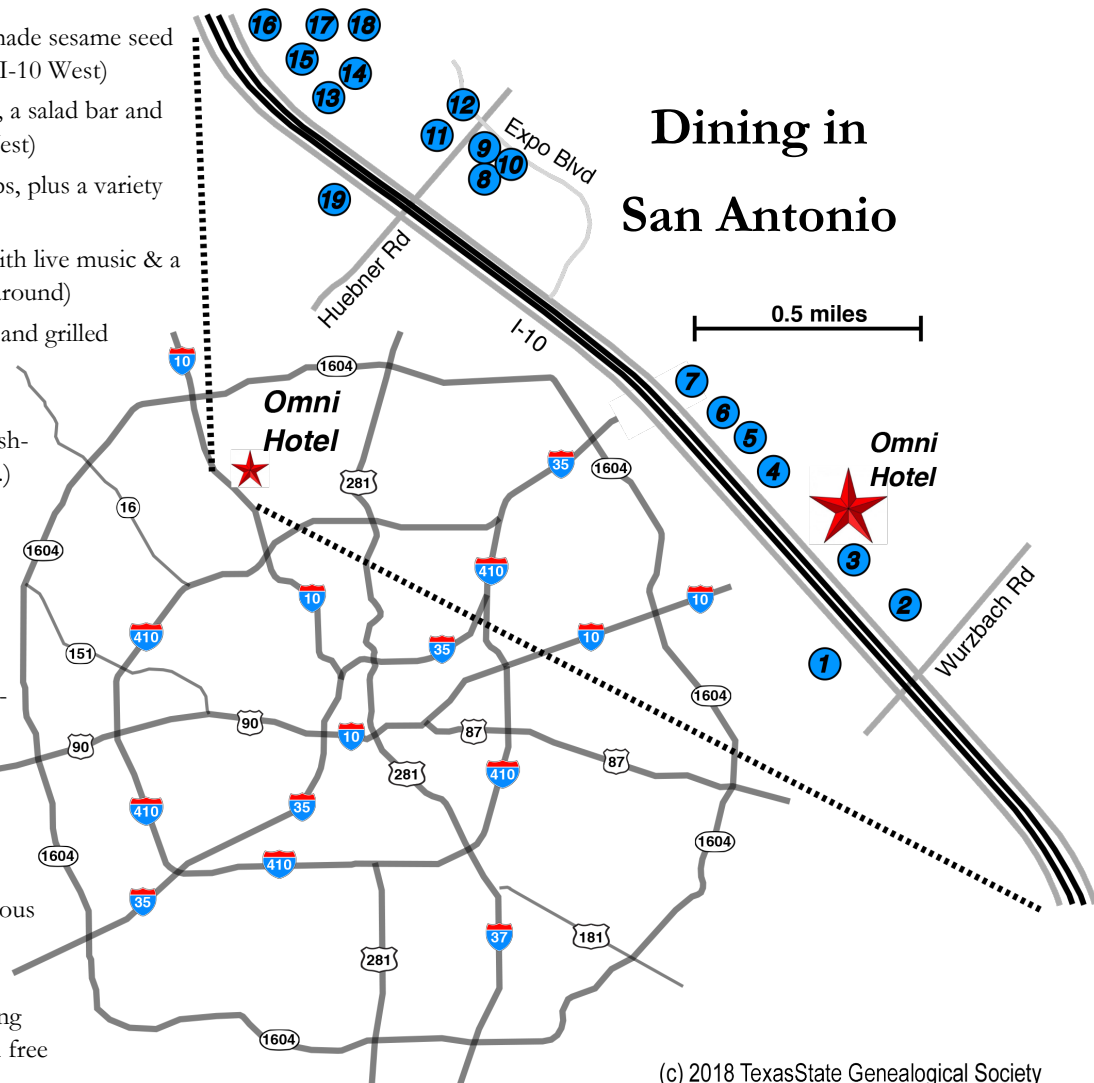 made sesame seed
I-10 West)
, a salad bar and
est)
os, plus a variety
ith live music & a
around)
and grilled
sh-
.)
-
ous
ng
free
Dining in
San Antonio
16 17 18
15
14
13
12
11
9
10
8
19
Expo Blvd
Huebner Rd
I-10
0.5 miles
7
6
5
4
Omni
Hotel
3
2
1
Wurzbach Rd
10
1604
Omni
Hotel
281
35
1604
16
1604
410
10
10
410
151
35
10
1604
90
90
10
87
87
281
410
410
35
1604
1604
410
35
37
181
281
1604
(c) 2018 TexasState Genealogical Society